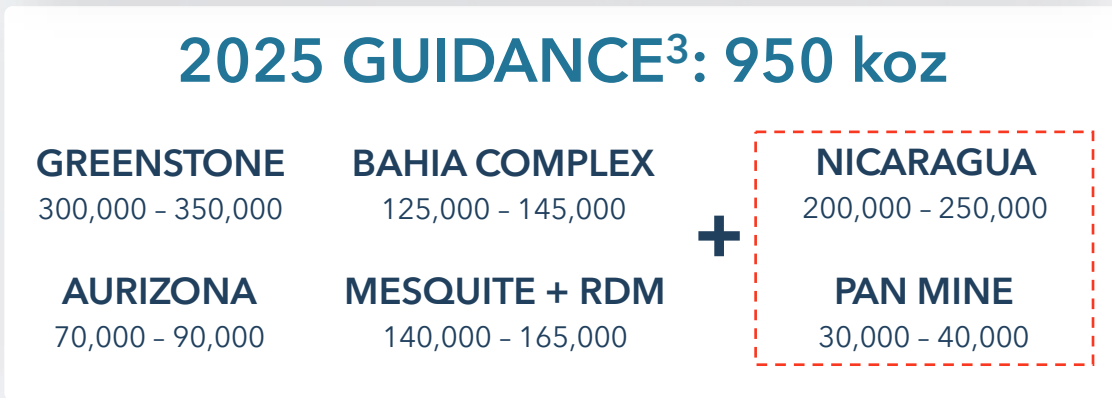 2025 GUIDANCE³: 950 koz
GREENSTONE
300,000 – 350,000
BAHIA COMPLEX
125,000 – 145,000
AURIZONA
70,000 – 90,000
MESQUITE + RDM
140,000 – 165,000
+
NICARAGUA
200,000 – 250,000
PAN MINE
30,000 – 40,000